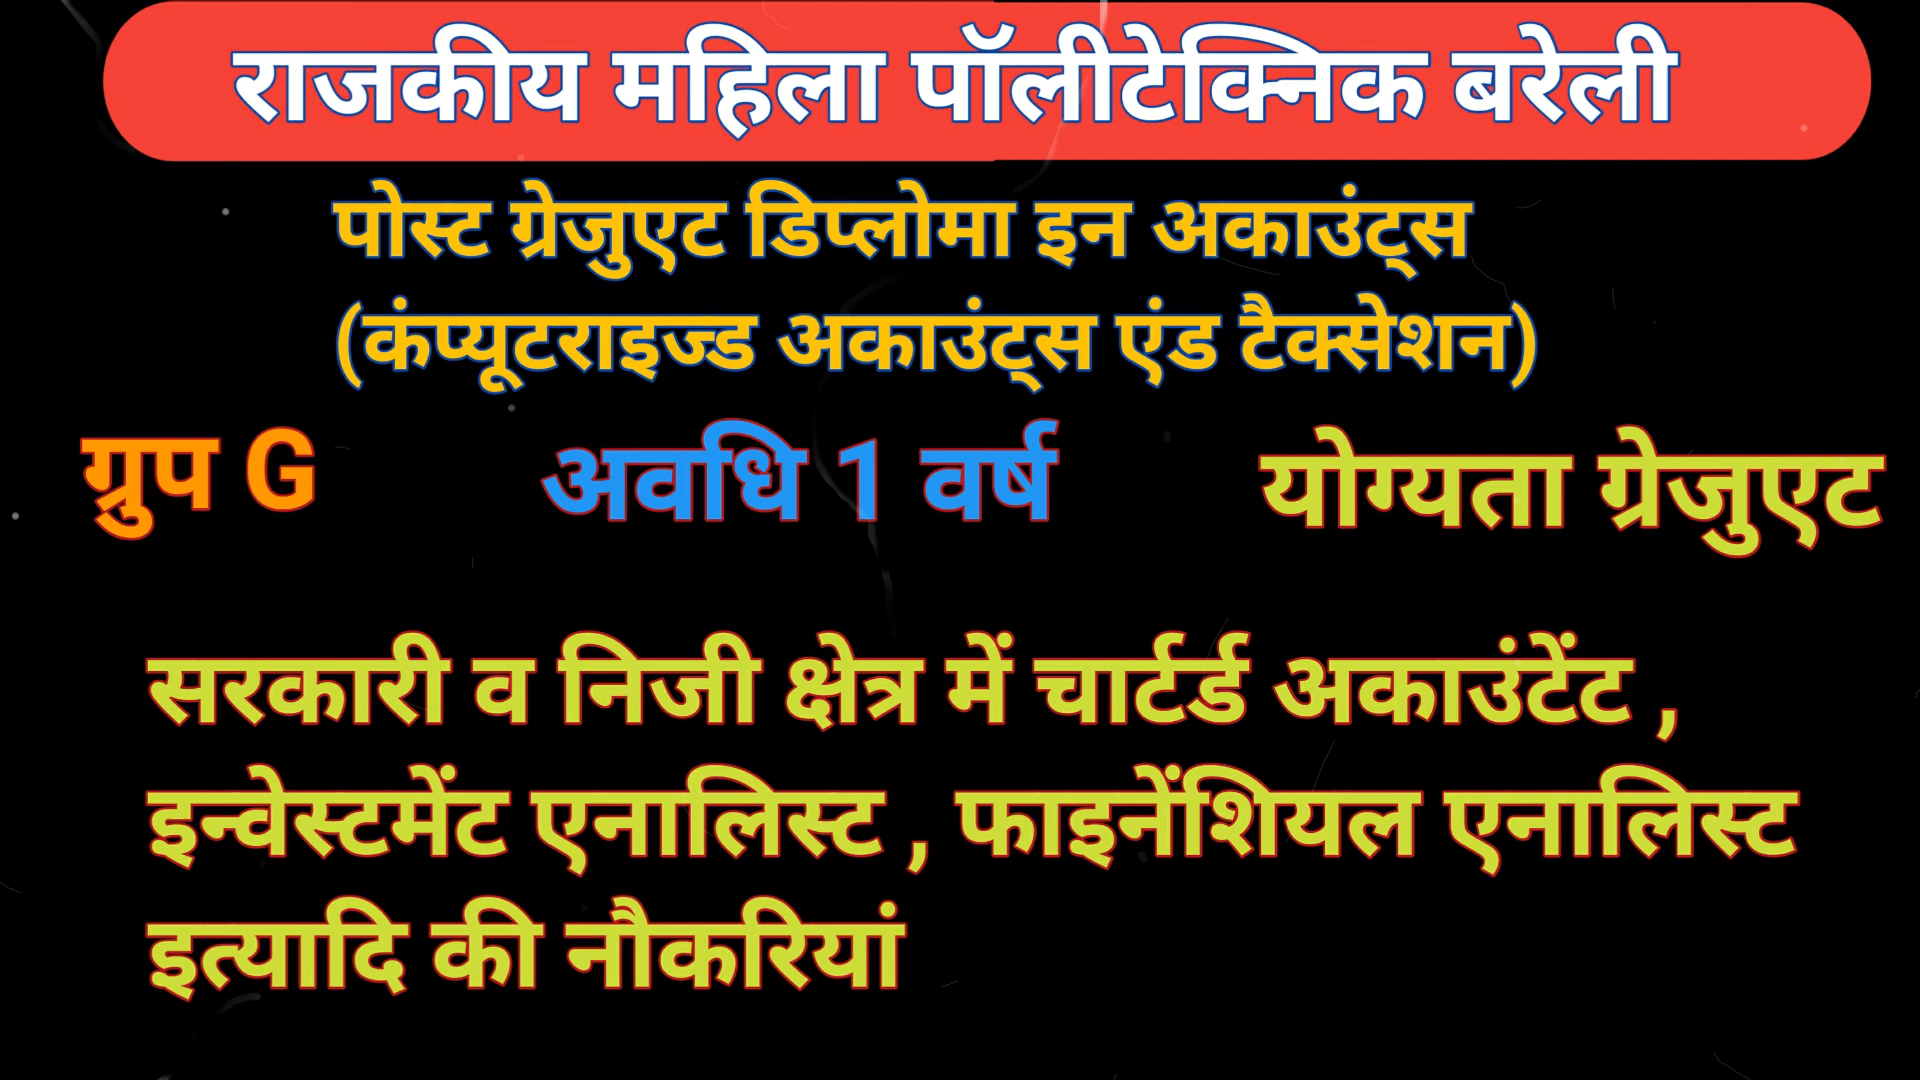 राजकीय महिला पॉलीटेक्निक बरेली
पोस्ट ग्रेजुएट डिप्लोमा इन अकाउंट्स
(कंप्यूटराइज्ड अकाउंट्स एंड टैक्सेशन)
ग्रुप G अवधि 1 वर्ष योग्यता ग्रेजुएट
सरकारी व निजी क्षेत्र में चार्टर्ड अकाउंटेंट ,
इन्वेस्टमेंट एनालिस्ट , फाइनेंशियल एनालिस्ट
इत्यादि की नौकरियां